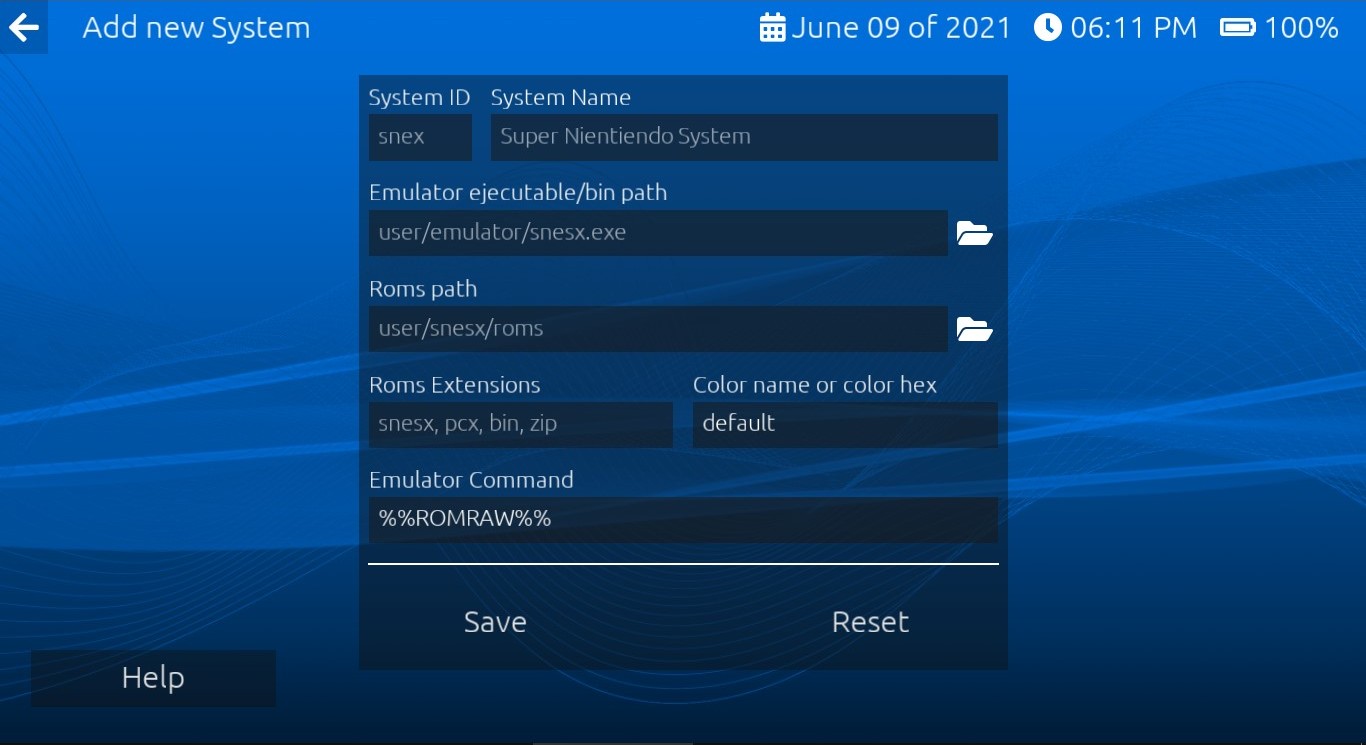 Add new System
June 09 of 2021 06:11 PM 100%
System ID System Name
snex Super Nientiendo System
Emulator ejecutable/bin path
user/emulator/snesx.exe
Roms path
user/snesx/roms
Roms Extensions Color name or color hex
snesx, pcx, bin, zip default
Emulator Command
%%ROMRAW%%
Save Reset
Help